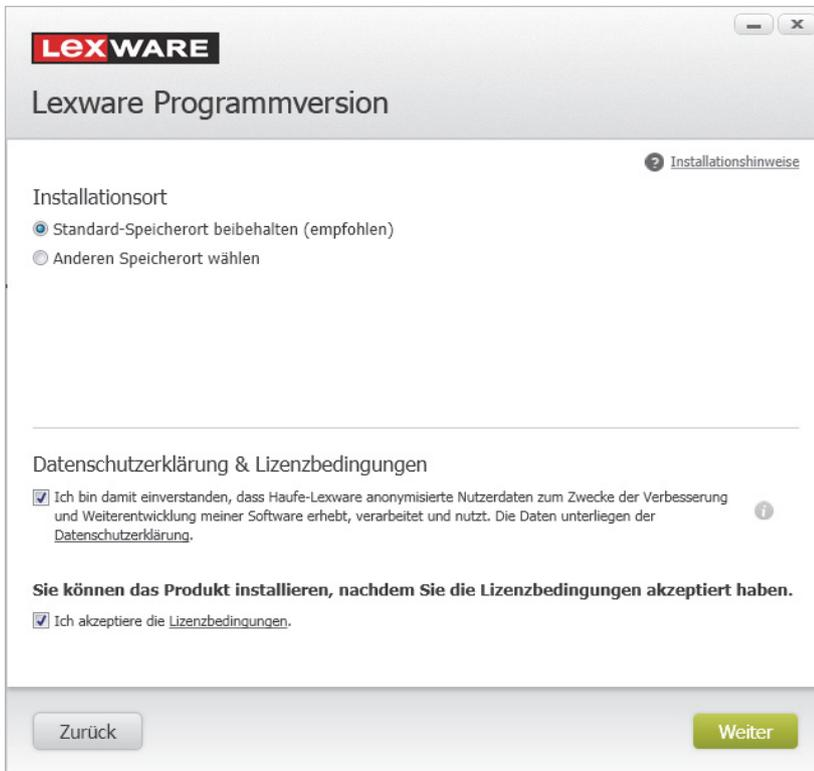 LEXWARE
Lexware Programmversion
Installationshinweise
Installationsort
Standard-Speicherort beibehalten (empfohlen)
Anderen Speicherort wählen
Datenschutzerklärung & Lizenzbedingungen
Ich bin damit einverstanden, dass Haufe-Lexware anonymisierte Nutzerdaten zum Zwecke der Verbesserung
und Weiterentwicklung meiner Software erhebt, verarbeitet und nutzt. Die Daten unterliegen der
Datenschutzerklärung.
Sie können das Produkt installieren, nachdem Sie die Lizenzbedingungen akzeptiert haben.
Ich akzeptiere die Lizenzbedingungen.
Zurück
Weiter